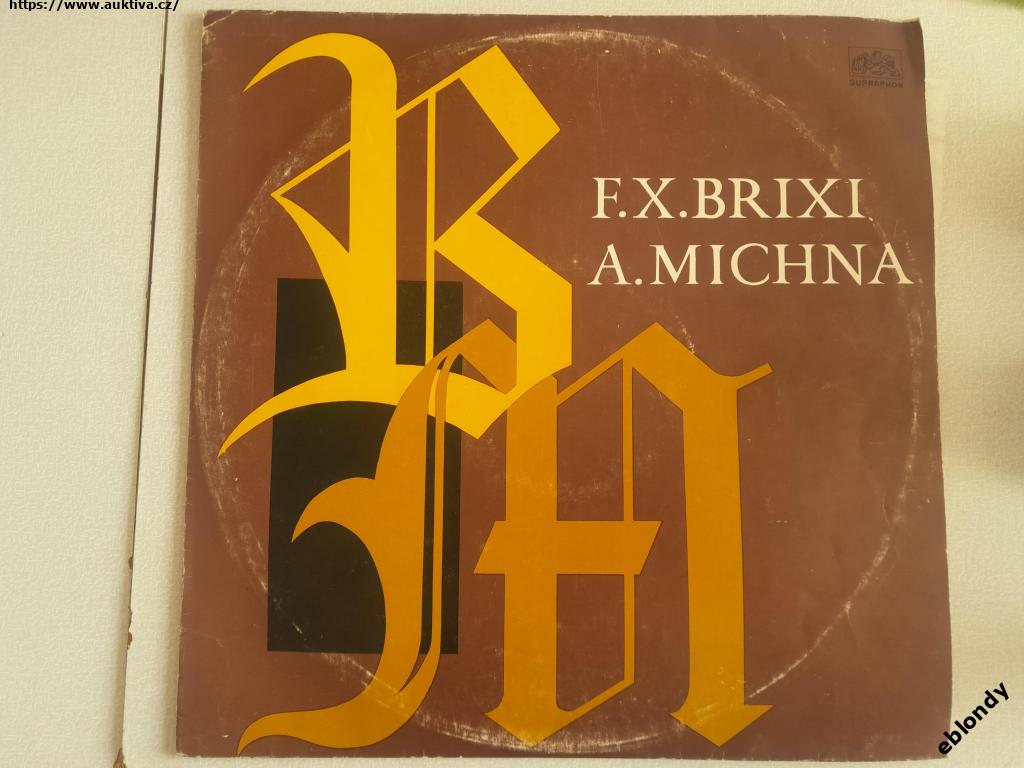 https://www.auktiva.cz/
SUPRAPHON
F.X.BRIXI
A.MICHNA
B
M
eblondy